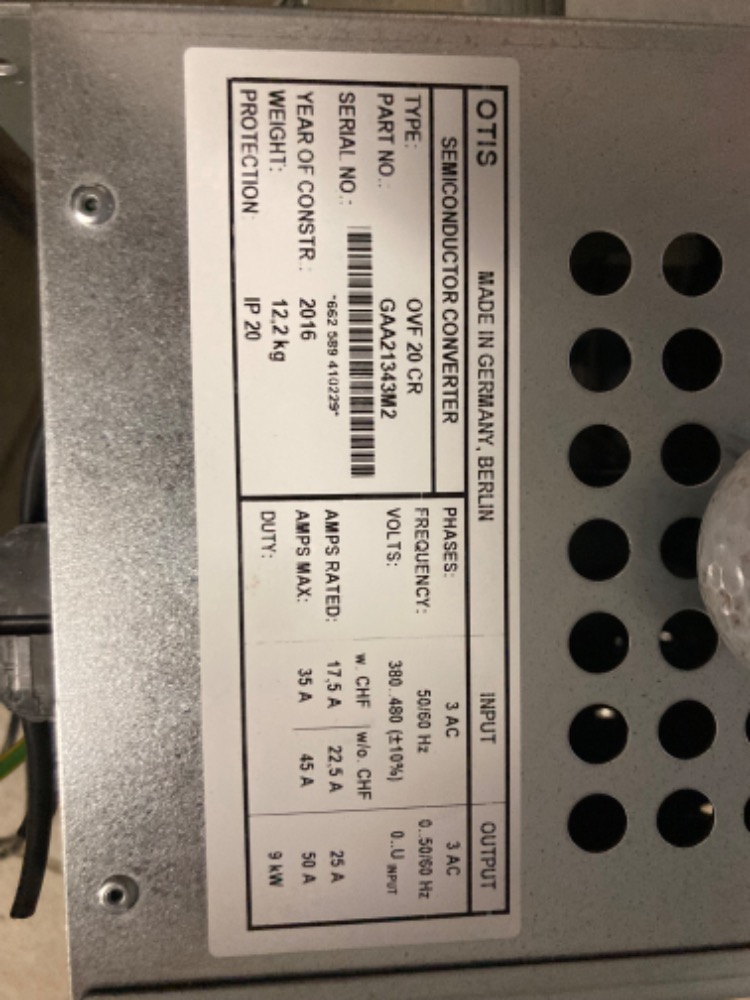 OTIS MADE IN GERMANY, BERLIN INPUT OUTPUT
SEMICONDUCTOR CONVERTER
TYPE: OVF 20 CR
PART NO.: GAA21343M2
SERIAL NO.:
*662 589 410229*
YEAR OF CONSTR.: 2016
WEIGHT: 12,2 kg
PROTECTION: IP 20
PHASES: 3 AC 3 AC
FREQUENCY: 50/60 Hz 0..50/60 Hz
VOLTS: 380..480 (±10%) 0..U INPUT
w. CHF w/o. CHF
AMPS RATED: 17,5 A 22,5 A 25 A
AMPS MAX: 35 A 45 A 50 A
DUTY: 9 kW